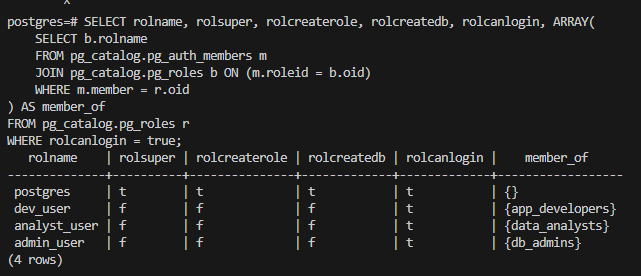 ^
postgres=# SELECT rolname, rolsuper, rolcreaterole, rolcreatedb, rolcanlogin, ARRAY(
    SELECT b.rolname
    FROM pg_catalog.pg_auth_members m
    JOIN pg_catalog.pg_roles b ON (m.roleid = b.oid)
    WHERE m.member = r.oid
) AS member_of
FROM pg_catalog.pg_roles r
WHERE rolcanlogin = true;
   rolname    | rolsuper | rolcreaterole | rolcreatedb | rolcanlogin |    member_of
--------------+----------+---------------+-------------+-------------+------------------
 postgres     | t        | t             | t           | t           | {}
 dev_user     | f        | f             | f           | t           | {app_developers}
 analyst_user | f        | f             | f           | t           | {data_analysts}
 admin_user   | f        | f             | f           | t           | {db_admins}
(4 rows)